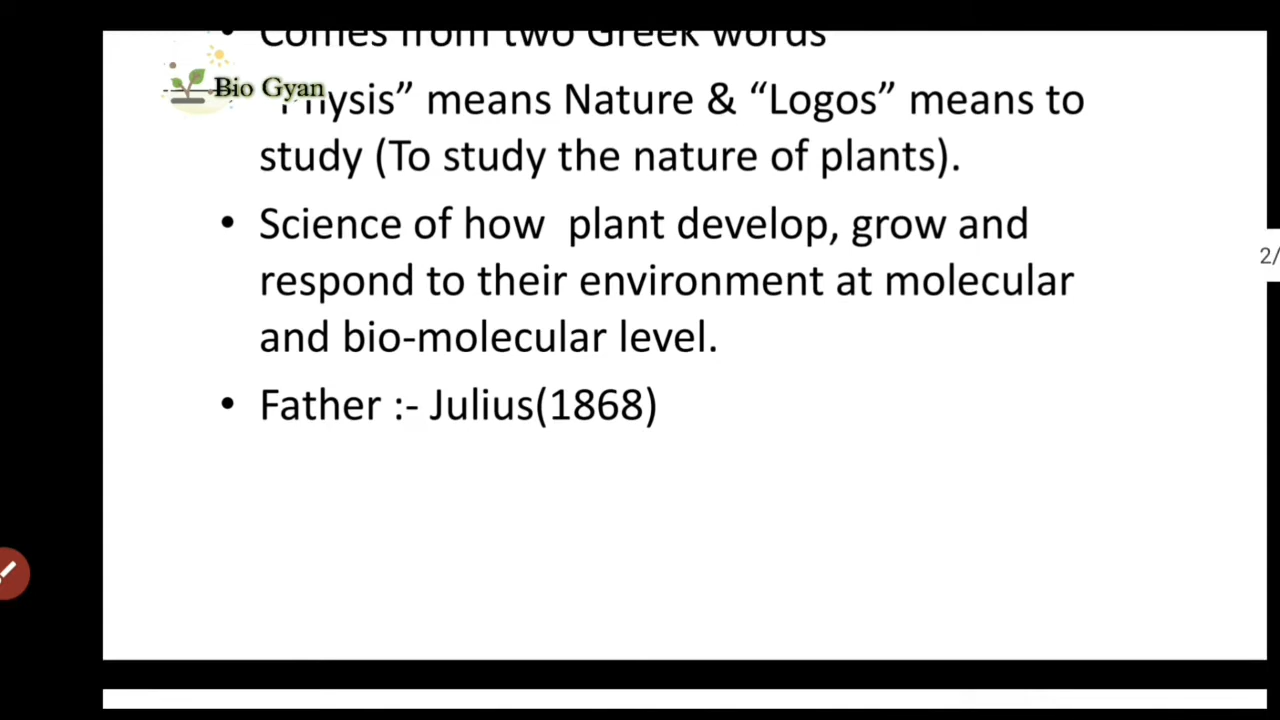 • Comes from two Greek words
Bio Gyan
“Physis” means Nature & “Logos” means to
study (To study the nature of plants).
• Science of how plant develop, grow and
respond to their environment at molecular
and bio-molecular level.
• Father :- Julius(1868)
2/